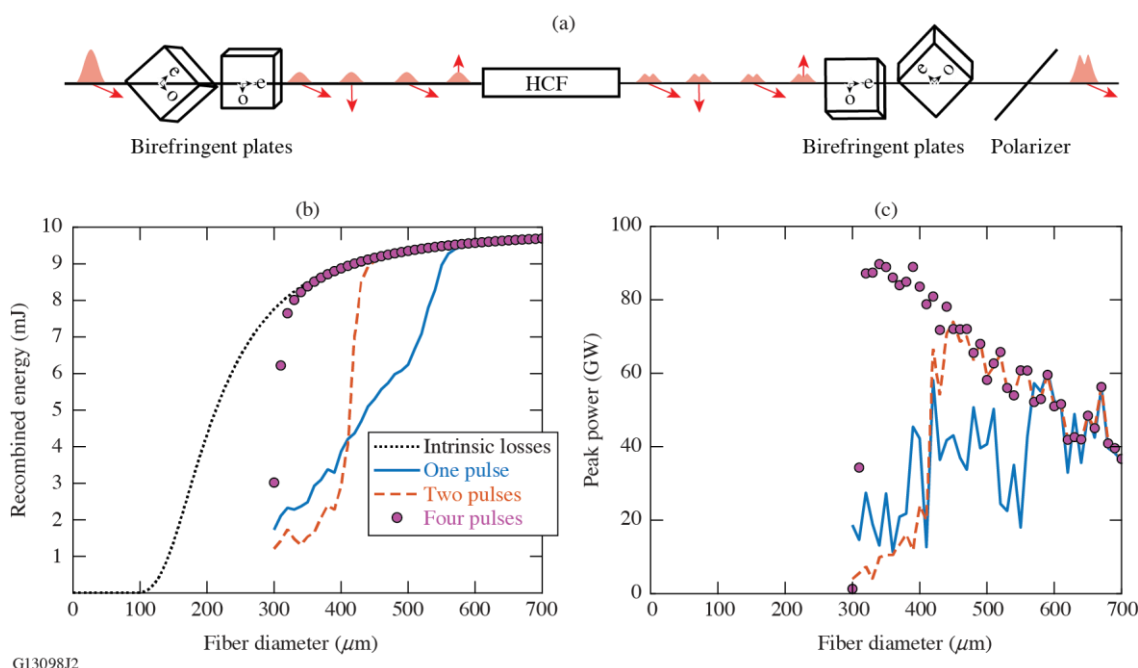 (a)
e
o
o
e
HCF
o
e
e
o
Birefringent plates
Birefringent plates
Polarizer
(b)
Recombined energy (mJ)
10
9
8
7
6
5
4
3
2
1
Intrinsic losses
One pulse
Two pulses
Four pulses
0 100 200 300 400 500 600 700
Fiber diameter (μm)
(c)
Peak power (GW)
100
80
60
40
20
0
0 100 200 300 400 500 600 700
Fiber diameter (μm)
G13098J2